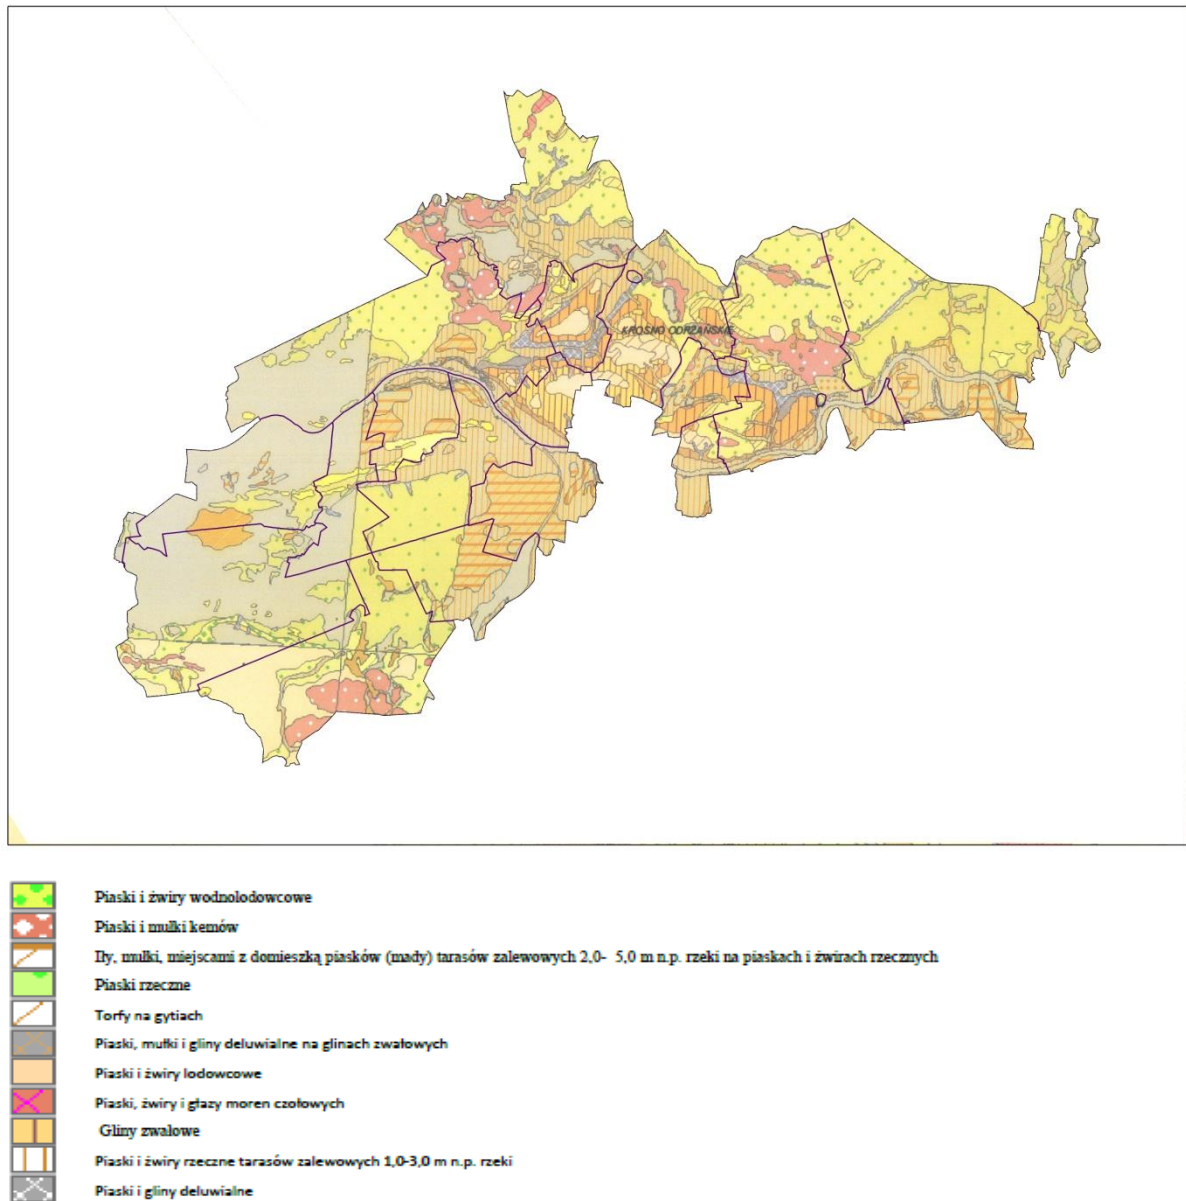 KROSNO ODRZAŃSKIE
Piaski i żwiry wodnolodowcowe
Piaski i mułki kemów
Iły, mułki, miejscami z domieszką piasków (mady) tarasów zalewowych 2,0- 5,0 m n.p. rzeki na piaskach i żwirach rzecznych
Piaski rzeczne
Torfy na gytiach
Piaski, mułki i gliny deluwialne na glinach zwałowych
Piaski i żwiry lodowcowe
Piaski, żwiry i głazy moren czołowych
Gliny zwałowe
Piaski i żwiry rzeczne tarasów zalewowych 1,0-3,0 m n.p. rzeki
Piaski i gliny deluwialne